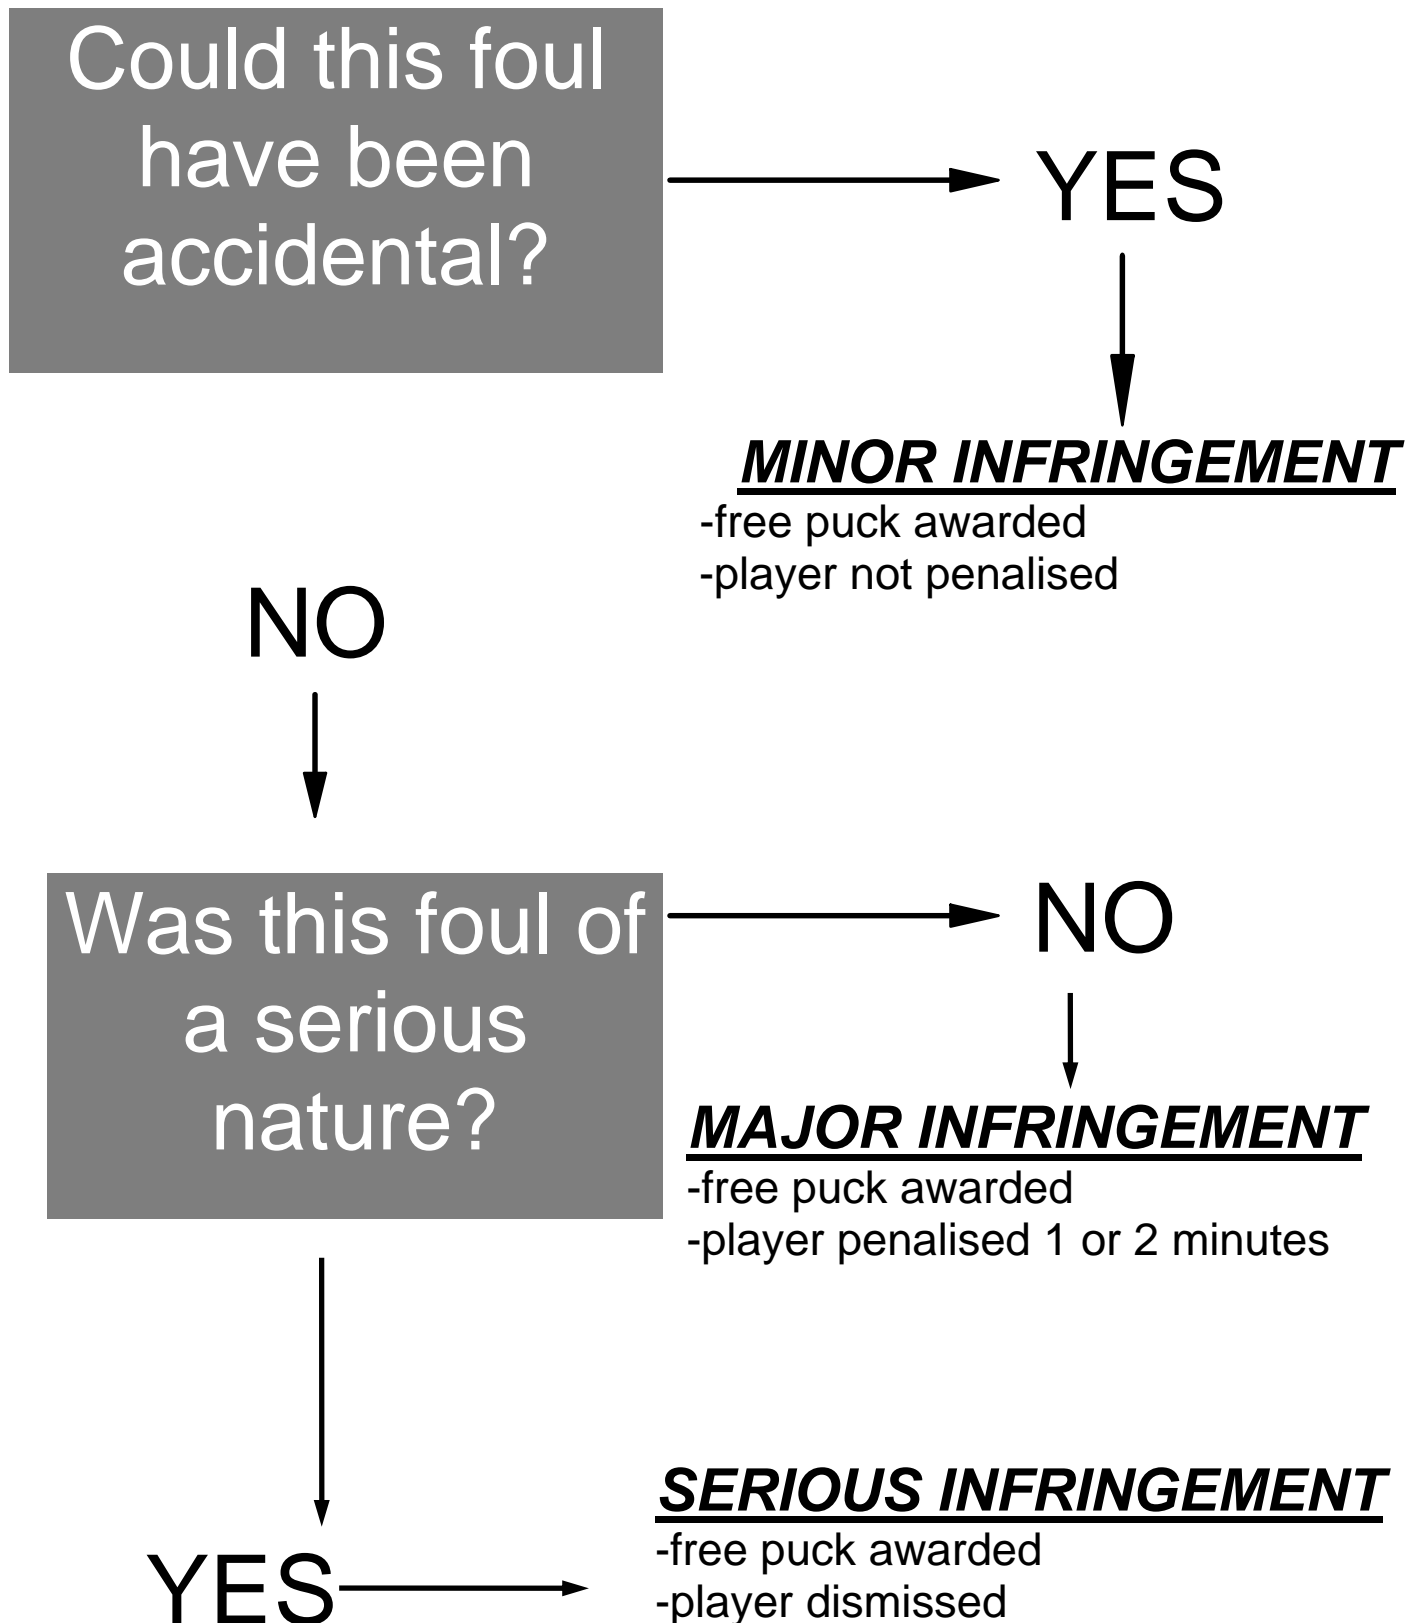 Could this foul
have been
accidental?
YES
MINOR INFRINGEMENT
-free puck awarded
-player not penalised
NO
Was this foul of
a serious
nature?
NO
MAJOR INFRINGEMENT
-free puck awarded
-player penalised 1 or 2 minutes
YES
SERIOUS INFRINGEMENT
-free puck awarded
-player dismissed